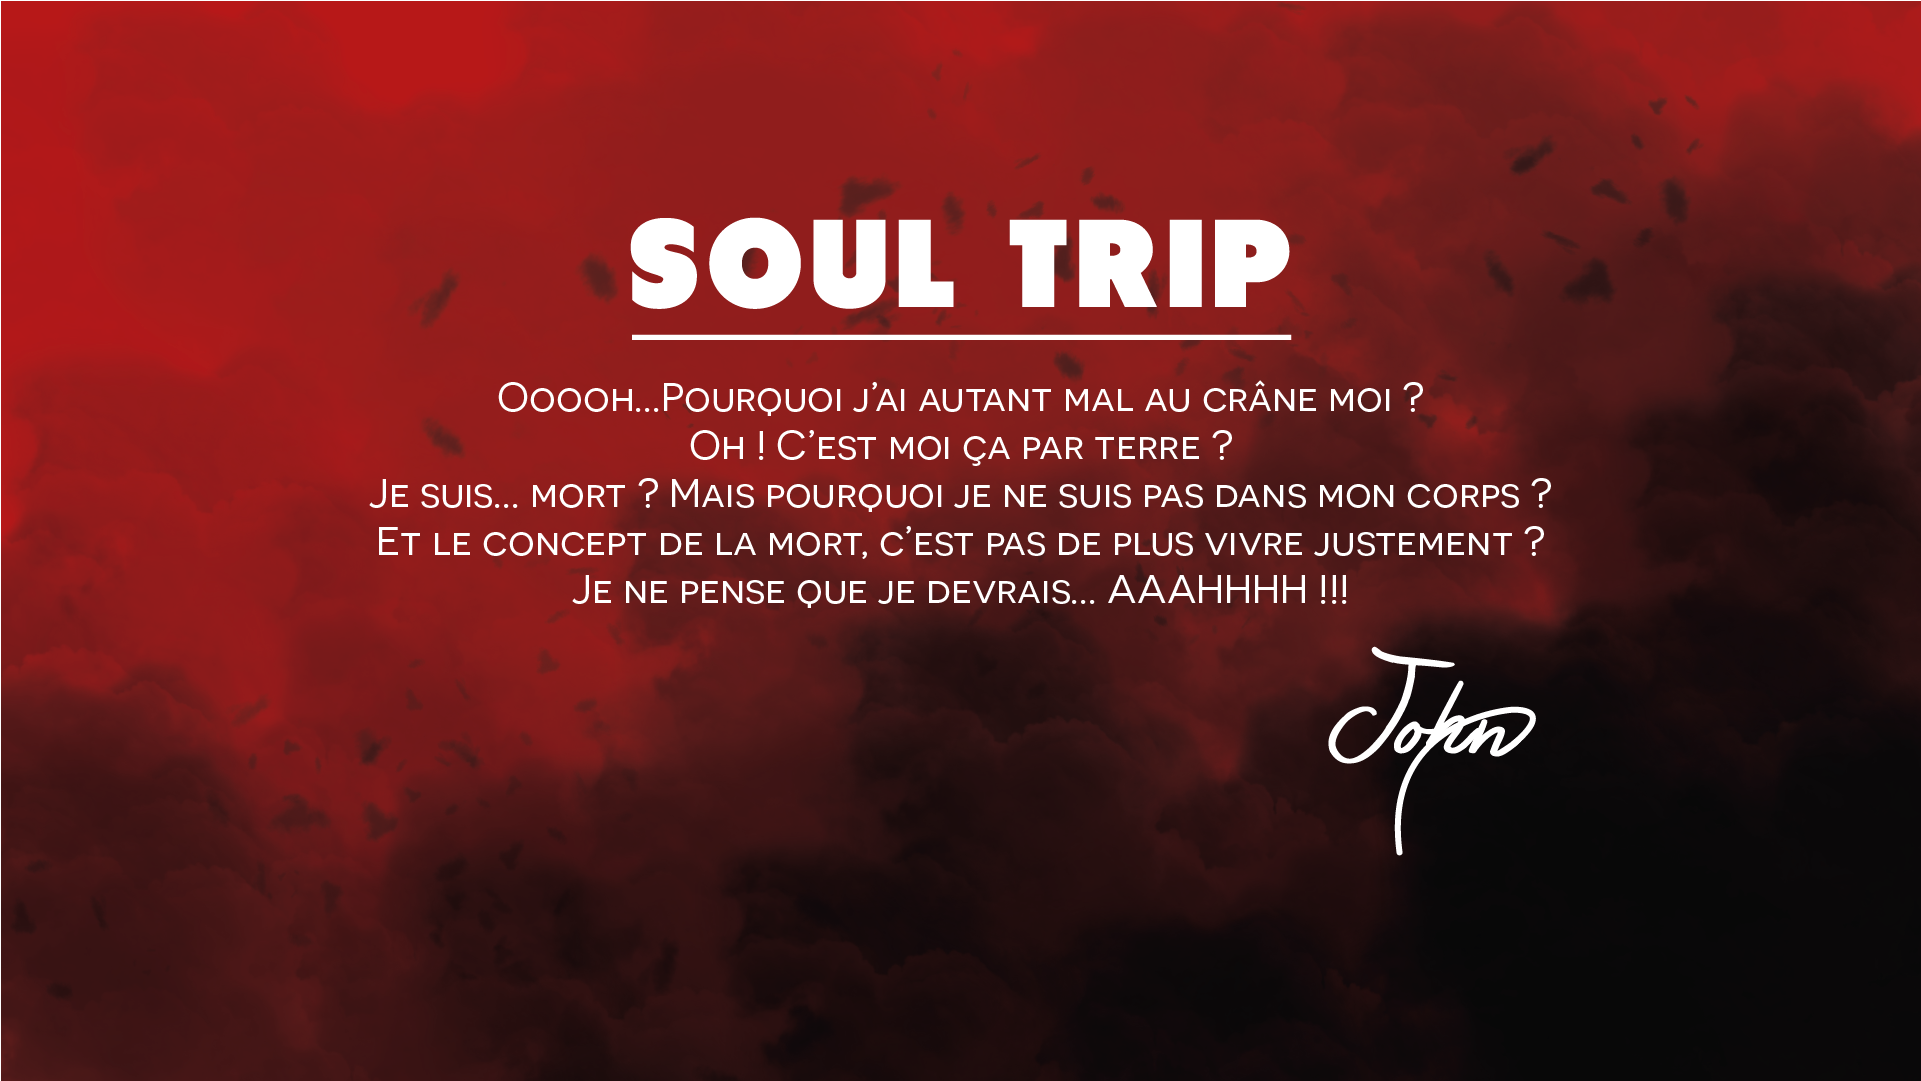 SOUL TRIP
Ooooh...Pourquoi j’ai autant mal au crâne moi ?
Oh ! C’est moi ça par terre ?
Je suis... mort ? Mais pourquoi je ne suis pas dans mon corps ?
Et le concept de la mort, c’est pas de plus vivre justement ?
Je ne pense que je devrais... AAAHHHH !!!
John